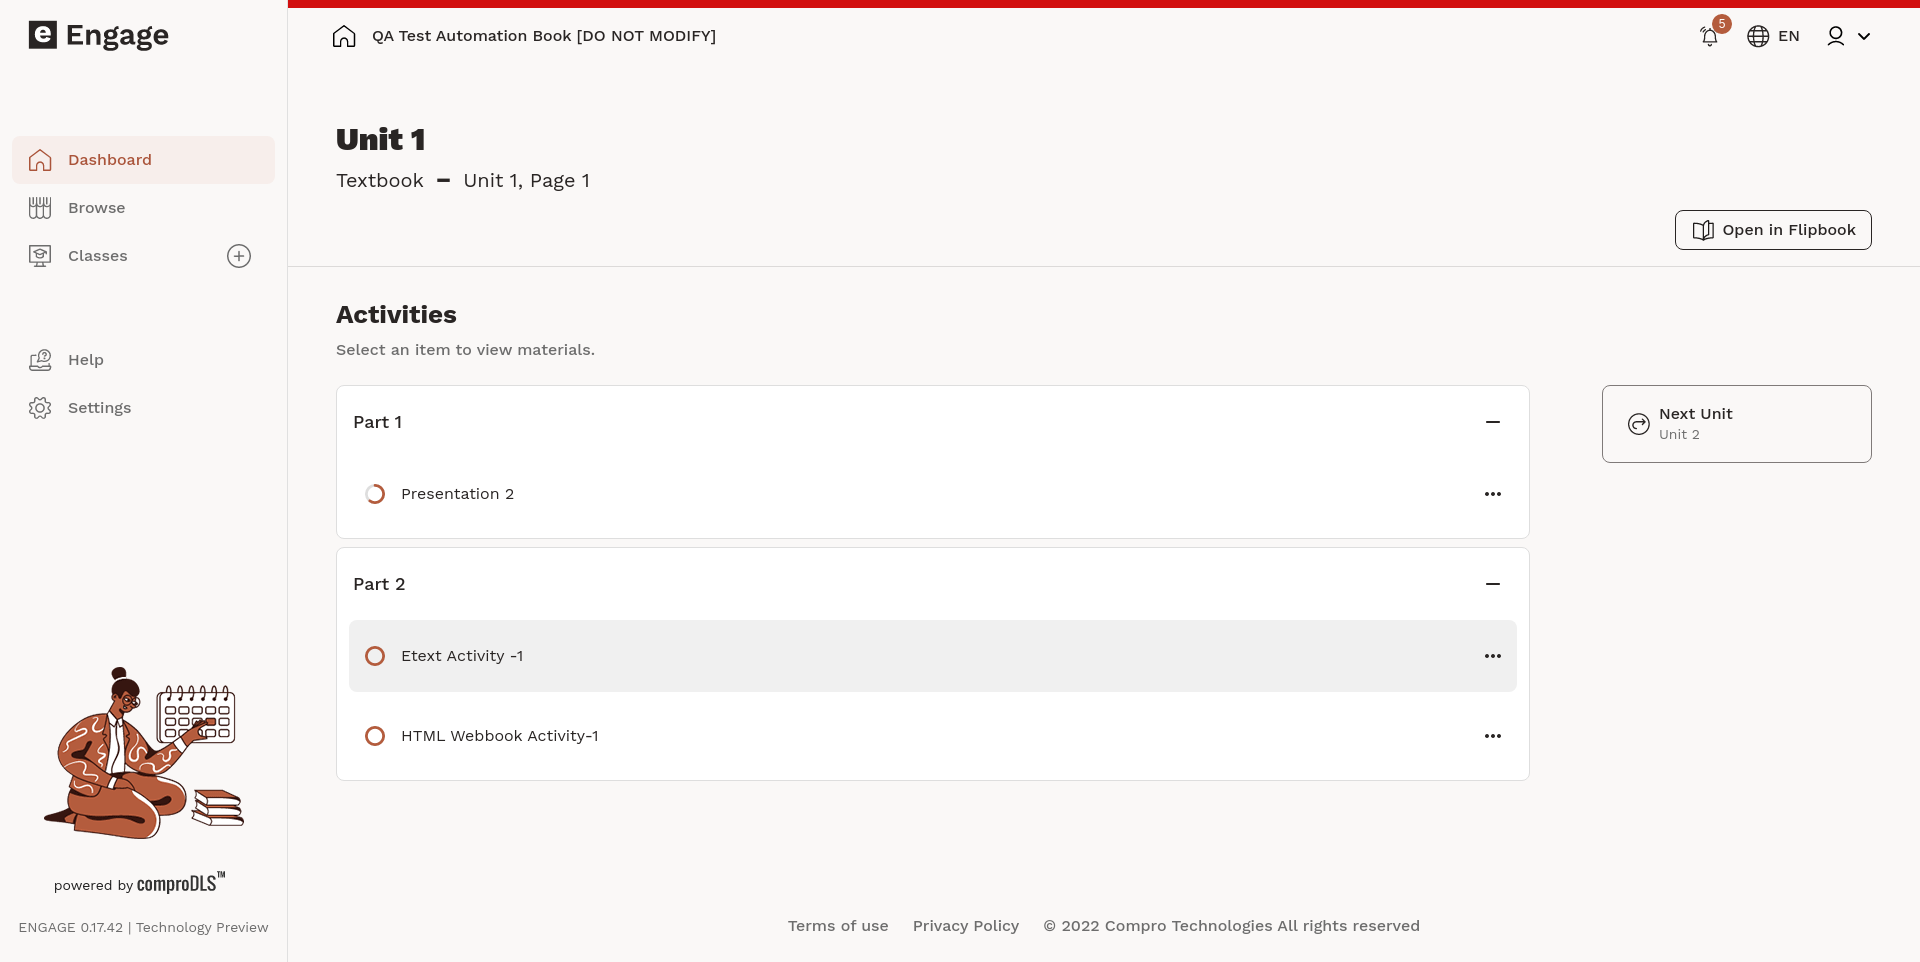 e Engage
QA Test Automation Book [DO NOT MODIFY]
5
EN
Dashboard
Browse
Classes
Help
Settings
powered by comproDLS™
ENGAGE 0.17.42 | Technology Preview
Unit 1
Textbook – Unit 1, Page 1
Open in Flipbook
Activities
Select an item to view materials.
Part 1
Presentation 2
Part 2
Etext Activity -1
HTML Webbook Activity-1
Next Unit
Unit 2
Terms of use Privacy Policy © 2022 Compro Technologies All rights reserved